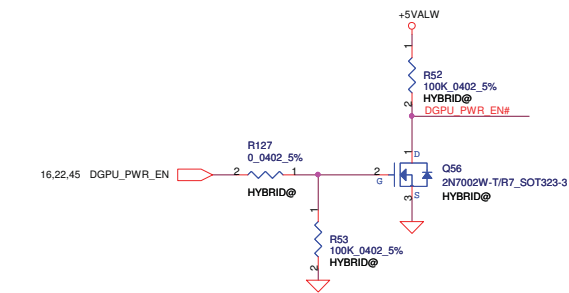 +5VALW
1
R52
100K_0402_5%
HYBRID@
2
DGPU_PWR_EN#
R127
0_0402_5%
16,22,45 DGPU_PWR_EN
2
1
HYBRID@
2
G
1
D
3
S
Q56
2N7002W-T/R7_SOT323-3
HYBRID@
1
R53
100K_0402_5%
HYBRID@
2